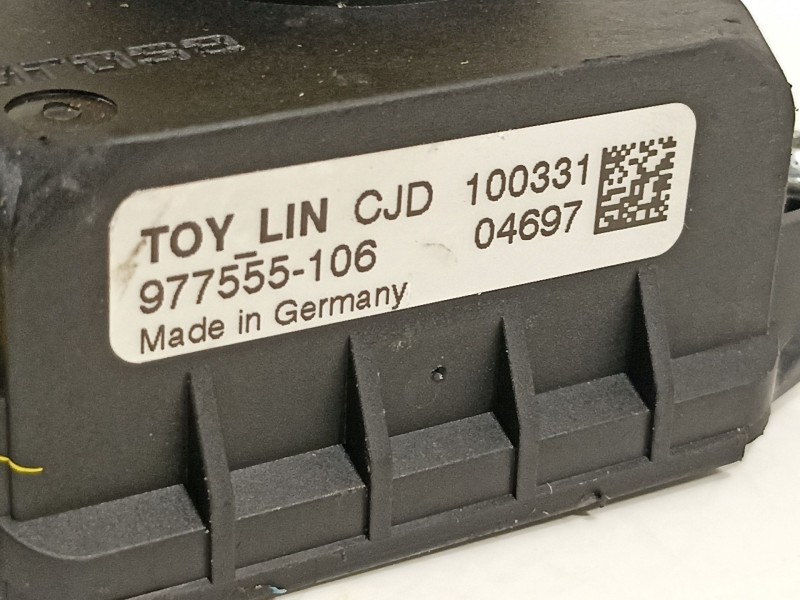 TOY_LIN CJD 100331
977555-106 04697
Made in Germany